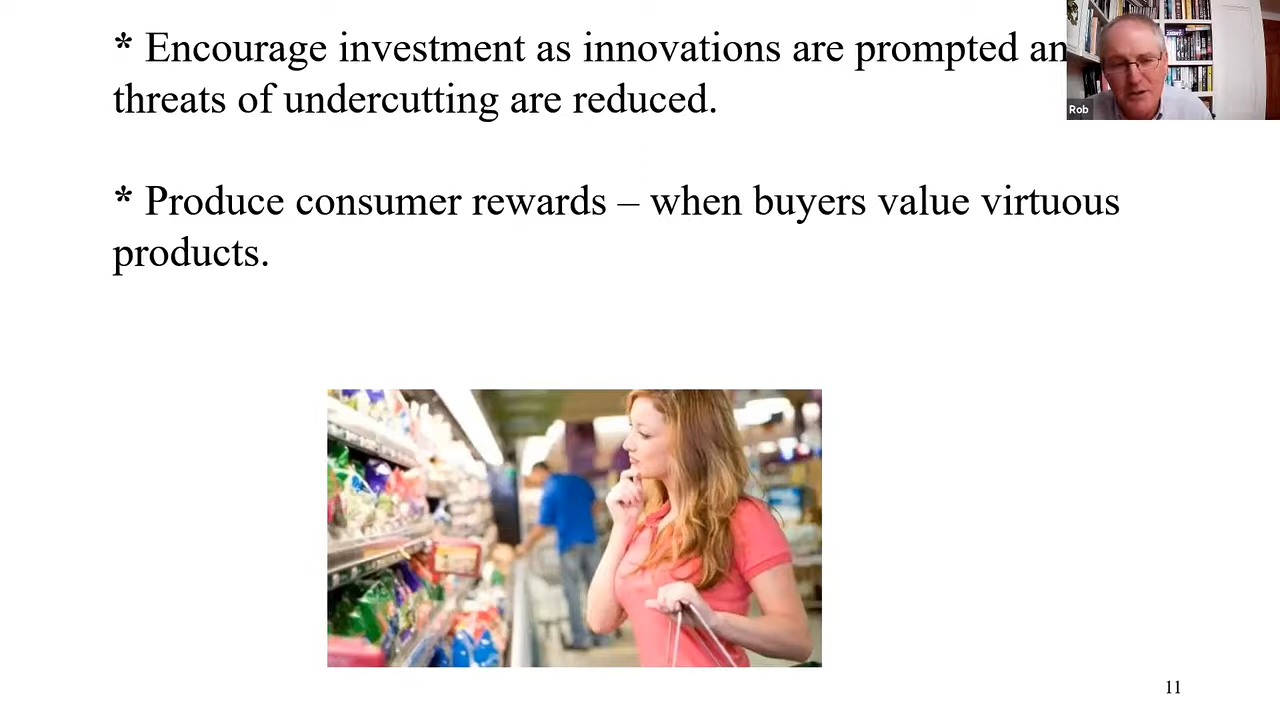 * Encourage investment as innovations are prompted an
threats of undercutting are reduced.
Rob
* Produce consumer rewards – when buyers value virtuous
products.
11